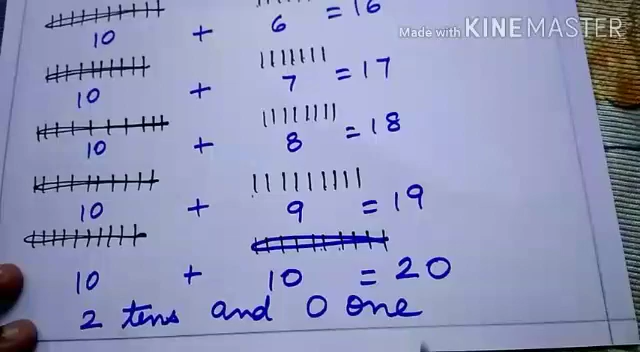 10 + 6 = 16
Made with KINEMASTER
10 + 7 = 17
10 + 8 = 18
10 + 9 = 19
10 + 10 = 20
2 tens and 0 one